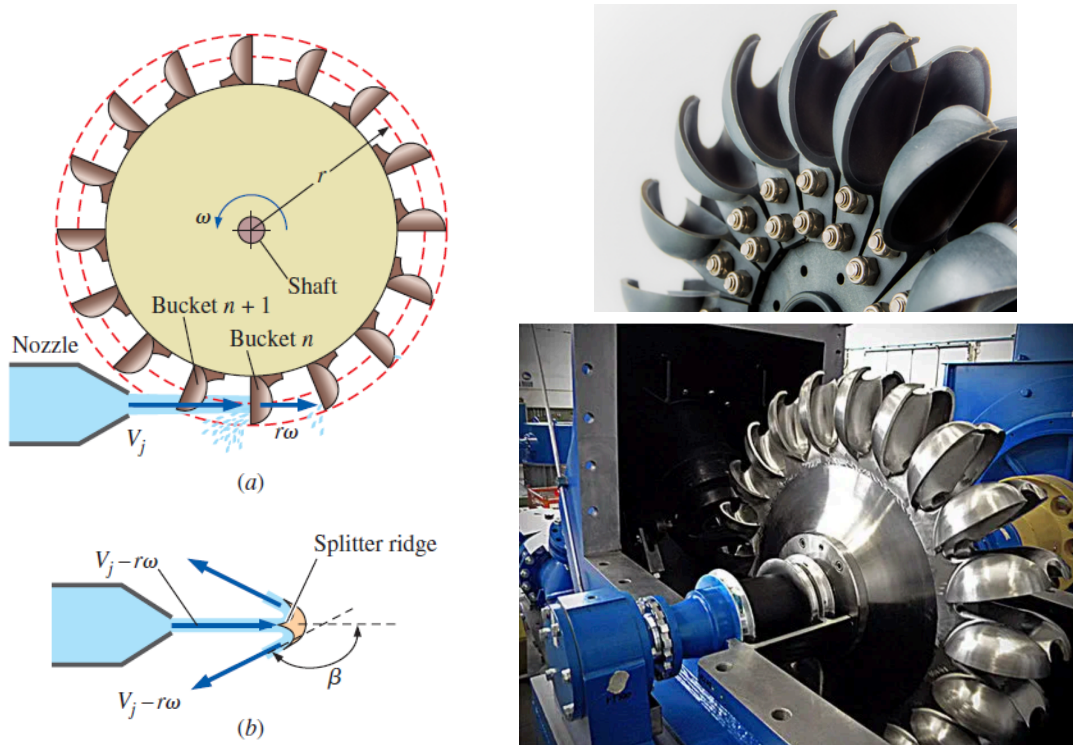 r
ω
Shaft
Bucket n + 1
Bucket n
Nozzle
V_j
rω
(a)
Splitter ridge
V_j – rω
β
V_j – rω
(b)